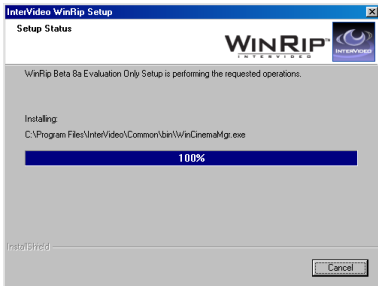 InterVideo WinRip Setup
Setup Status
WINRIP™
INTERVIDEO
INTERVIDEO
WinRip Beta 8a Evaluation Only Setup is performing the requested operations.
Installing:
C:\Program Files\InterVideo\Common\bin\WinCinemaMgr.exe
100%
InstallShield
Cancel